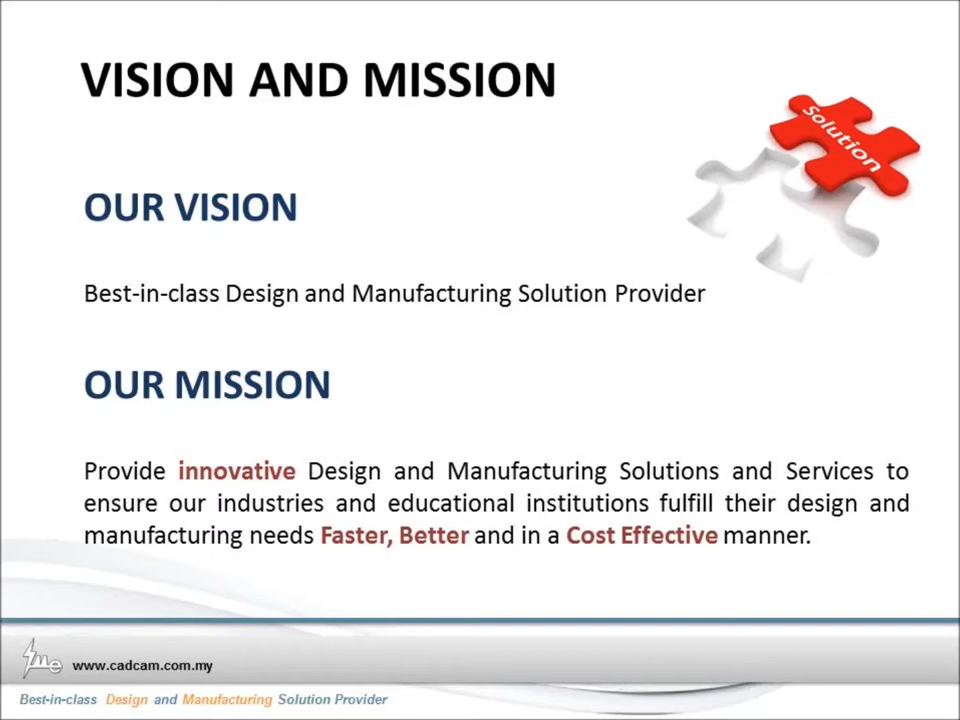 VISION AND MISSION
Solution
OUR VISION
Best-in-class Design and Manufacturing Solution Provider
OUR MISSION
Provide innovative Design and Manufacturing Solutions and Services to
ensure our industries and educational institutions fulfill their design and
manufacturing needs Faster, Better and in a Cost Effective manner.
www.cadcam.com.my
Best-in-class Design and Manufacturing Solution Provider